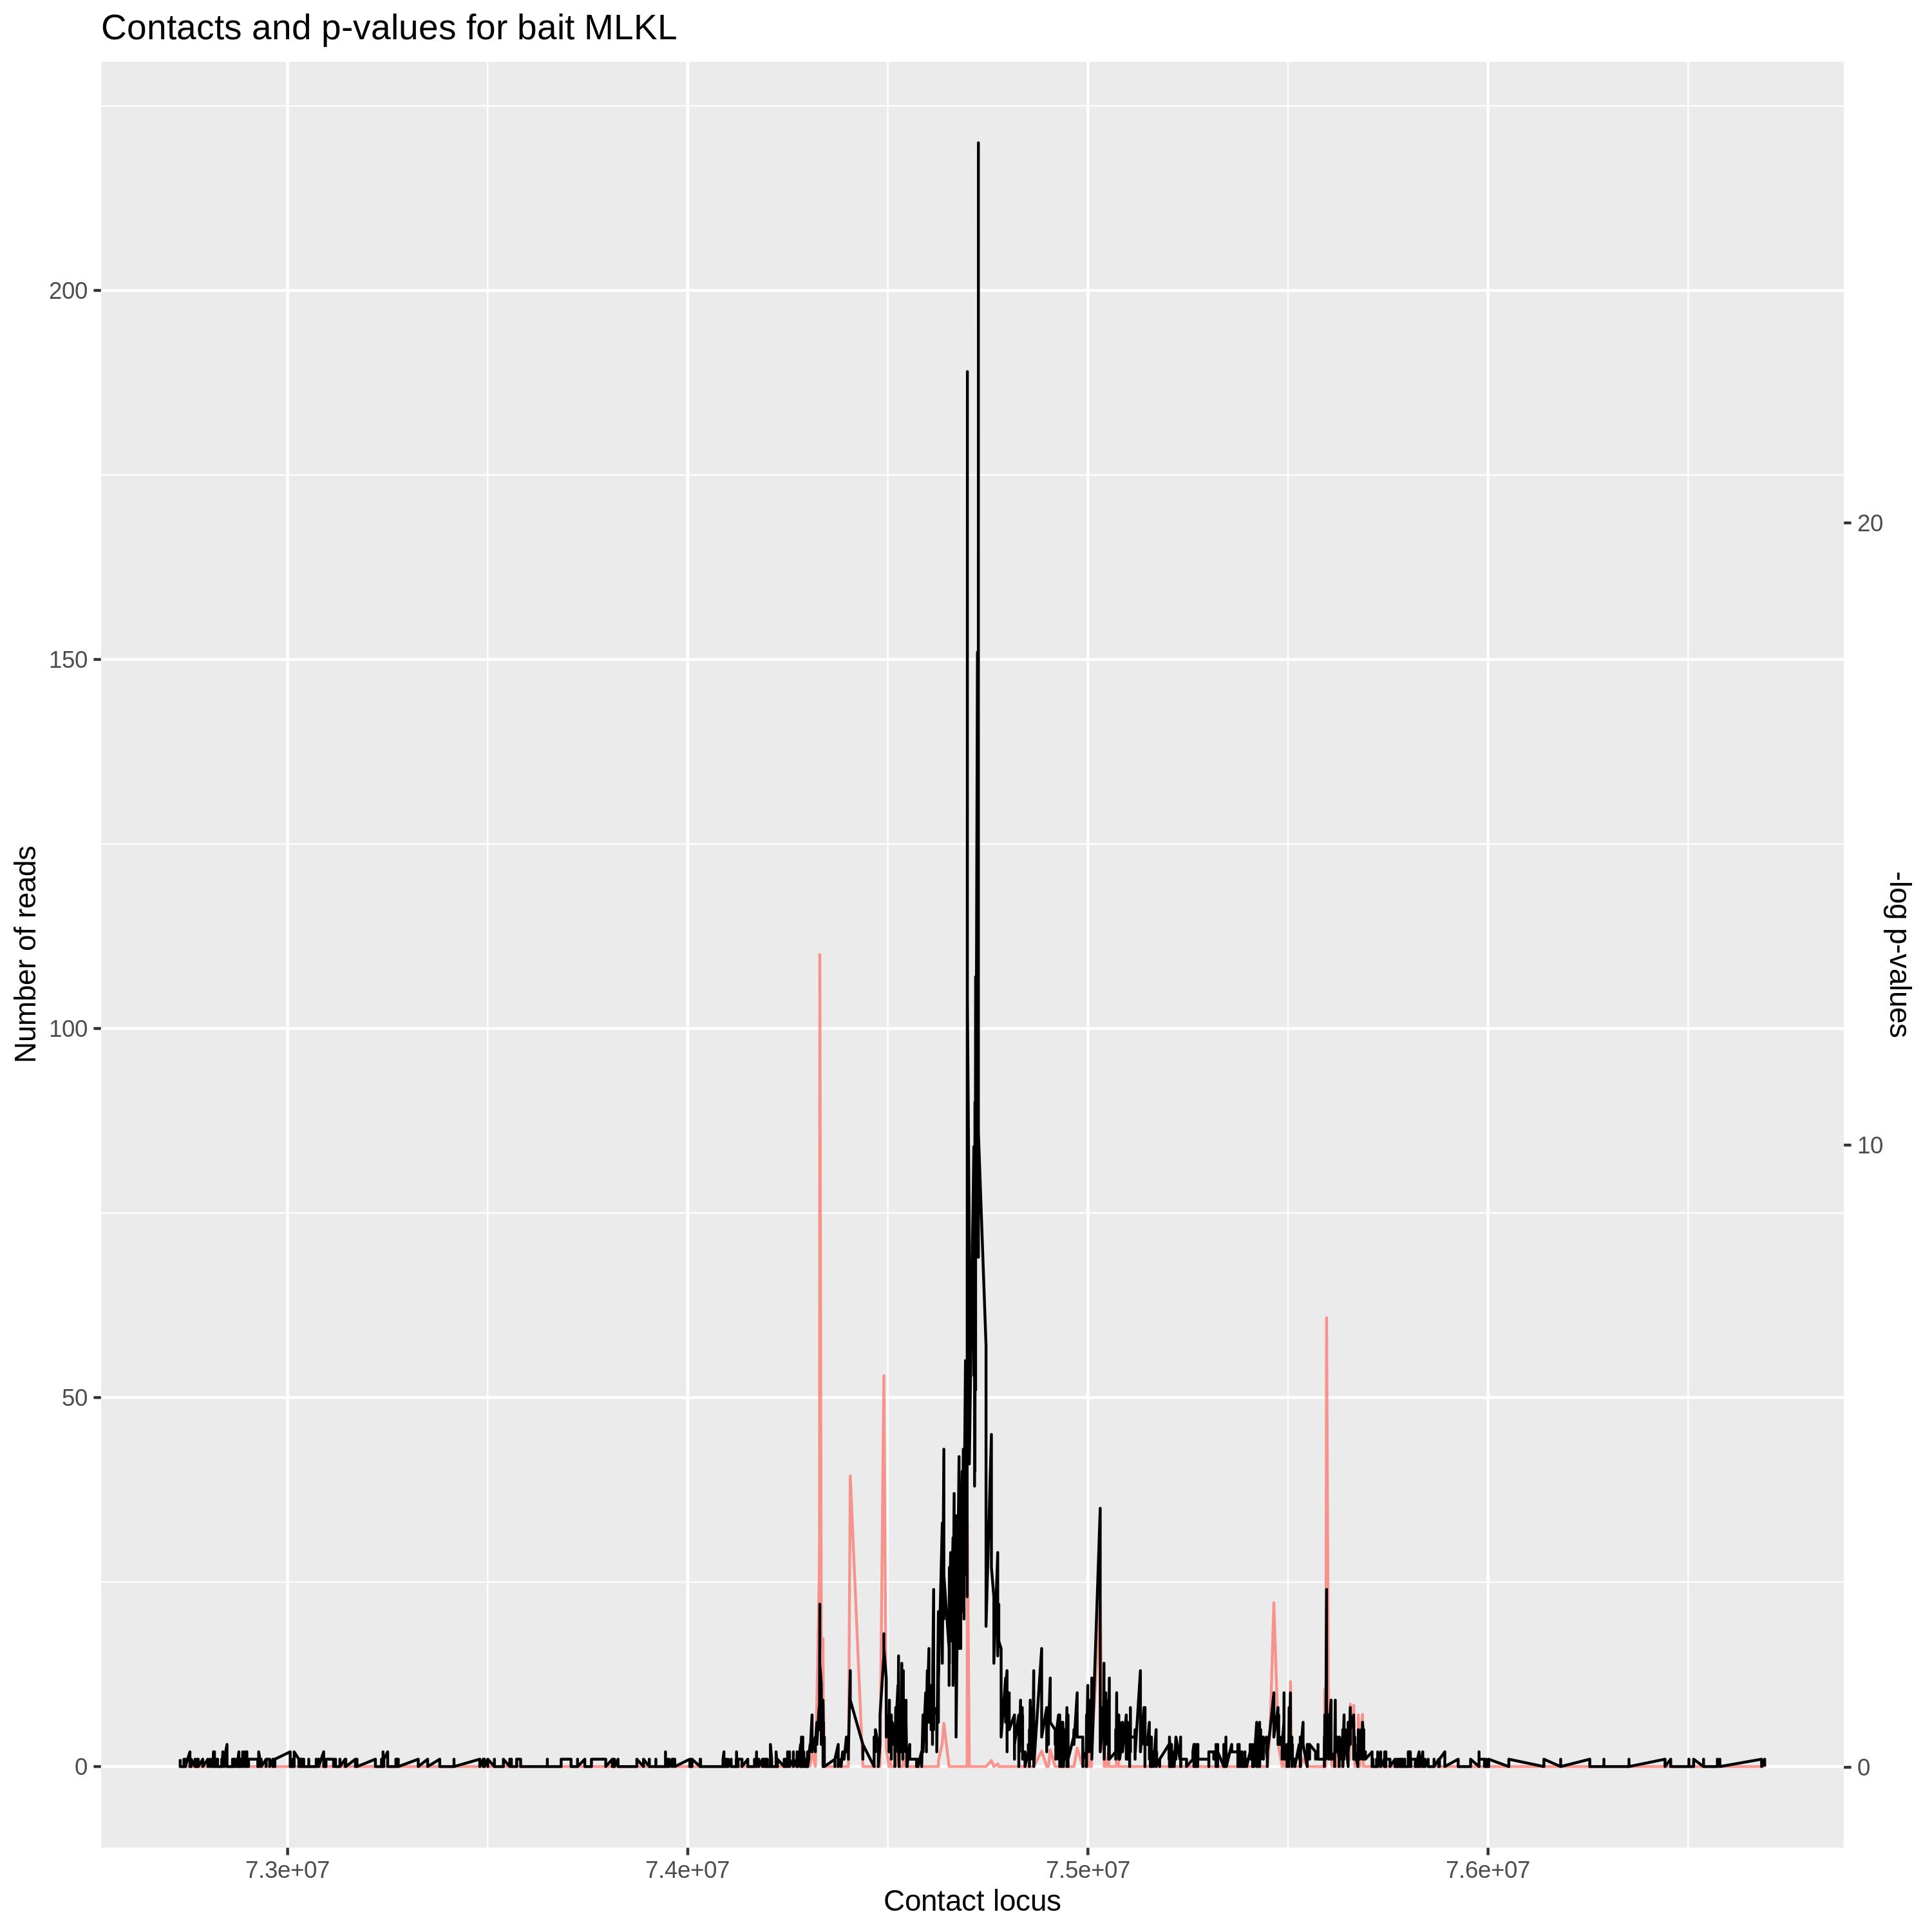 Contacts and p-values for bait MLKL
200
150
100
50
0
20
10
0
Number of reads
-log p-values
7.3e+07
7.4e+07
7.5e+07
7.6e+07
Contact locus